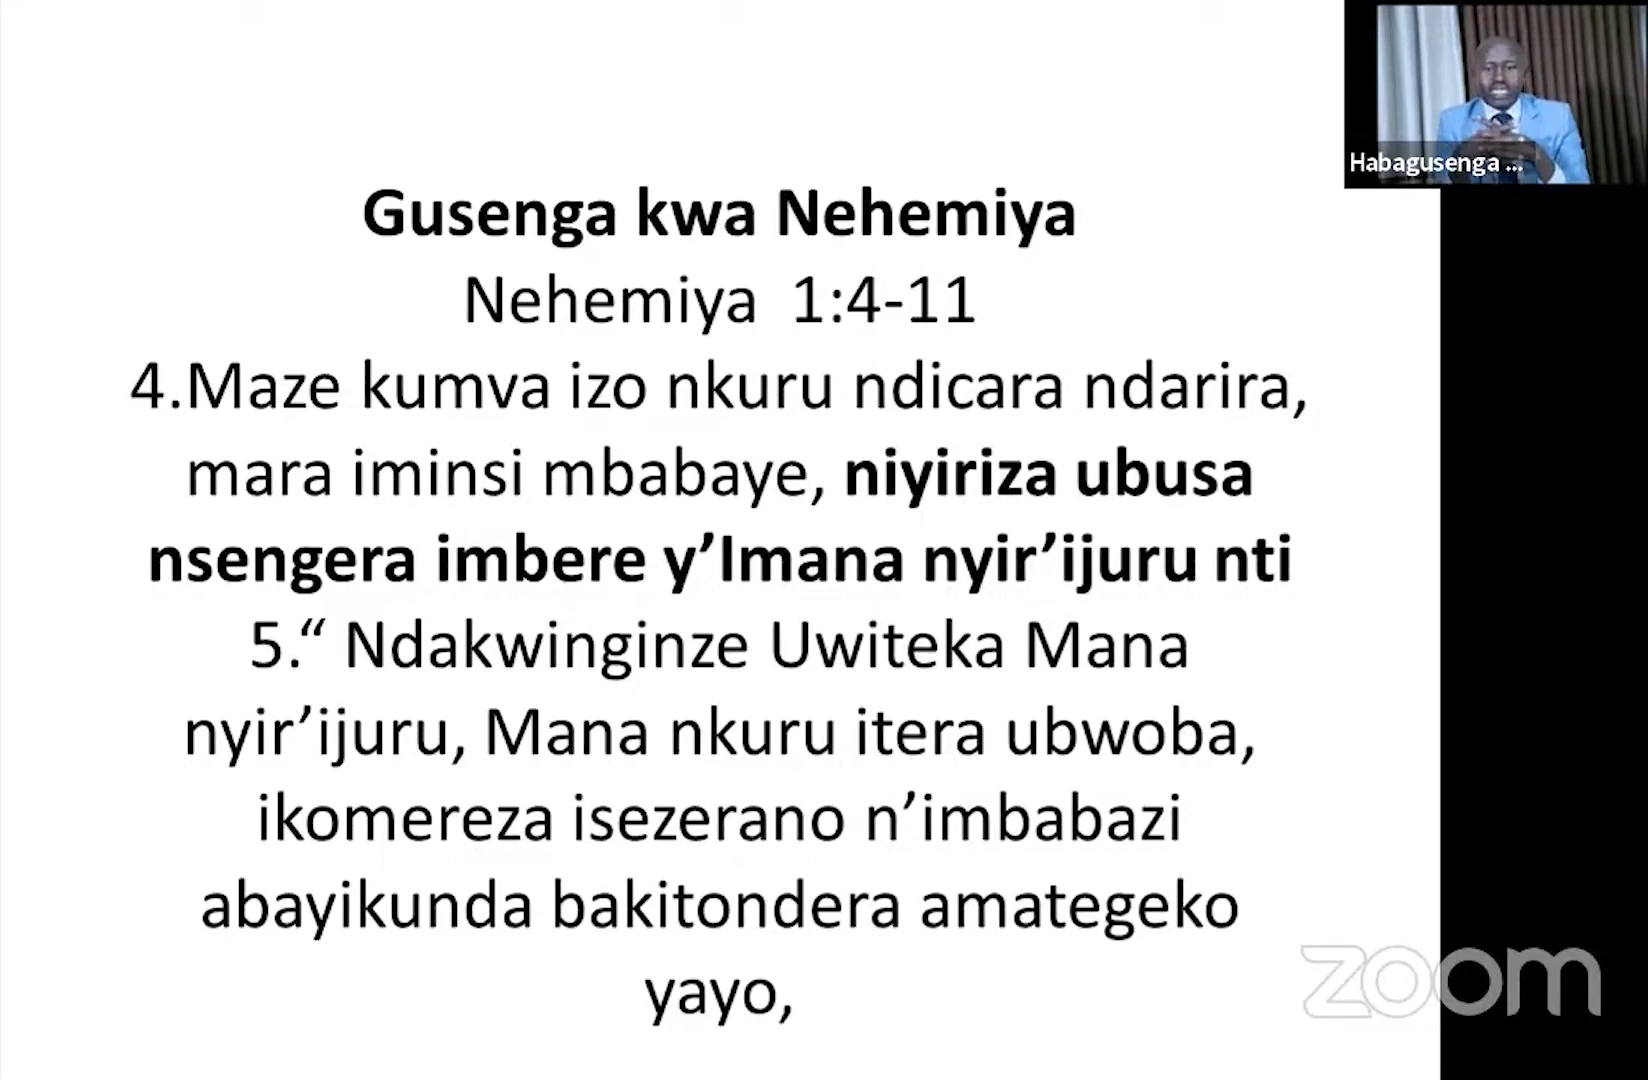 Habagusenga ...
Gusenga kwa Nehemiya
Nehemiya 1:4-11
4.Maze kumva izo nkuru ndicara ndarira,
mara iminsi mbabaye, niyiriza ubusa
nsengera imbere y’Imana nyir’ijuru nti
5.“ Ndakwinginze Uwiteka Mana
nyir’ijuru, Mana nkuru itera ubwoba,
ikomereza isezerano n’imbabazi
abayikunda bakitondera amategeko
yayo,
zoom